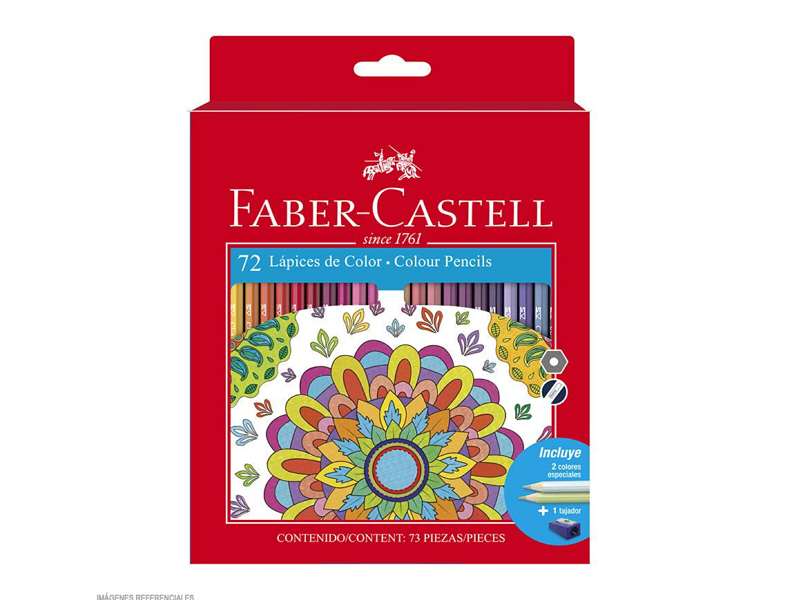 FABER-CASTELL
since 1761
72 Lápices de Color • Colour Pencils
Incluye
2 colores
especiales
+ 1 tajador
CONTENIDO/CONTENT: 73 PIEZAS/PIECES
IMÁGENES REFERENCIALES